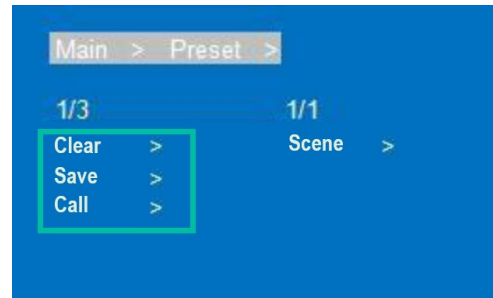 Main > Preset >
1/3 1/1
Clear > Scene >
Save >
Call >